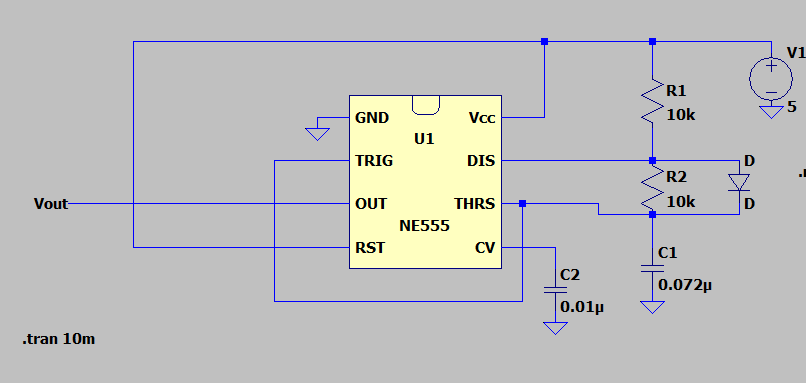 V1
R1
GND
Vcc
10k
5
U1
TRIG
DIS
D
R2
Vout
OUT
THRS
10k
D
NE555
RST
CV
C1
C2
0.072µ
0.01µ
.tran 10m